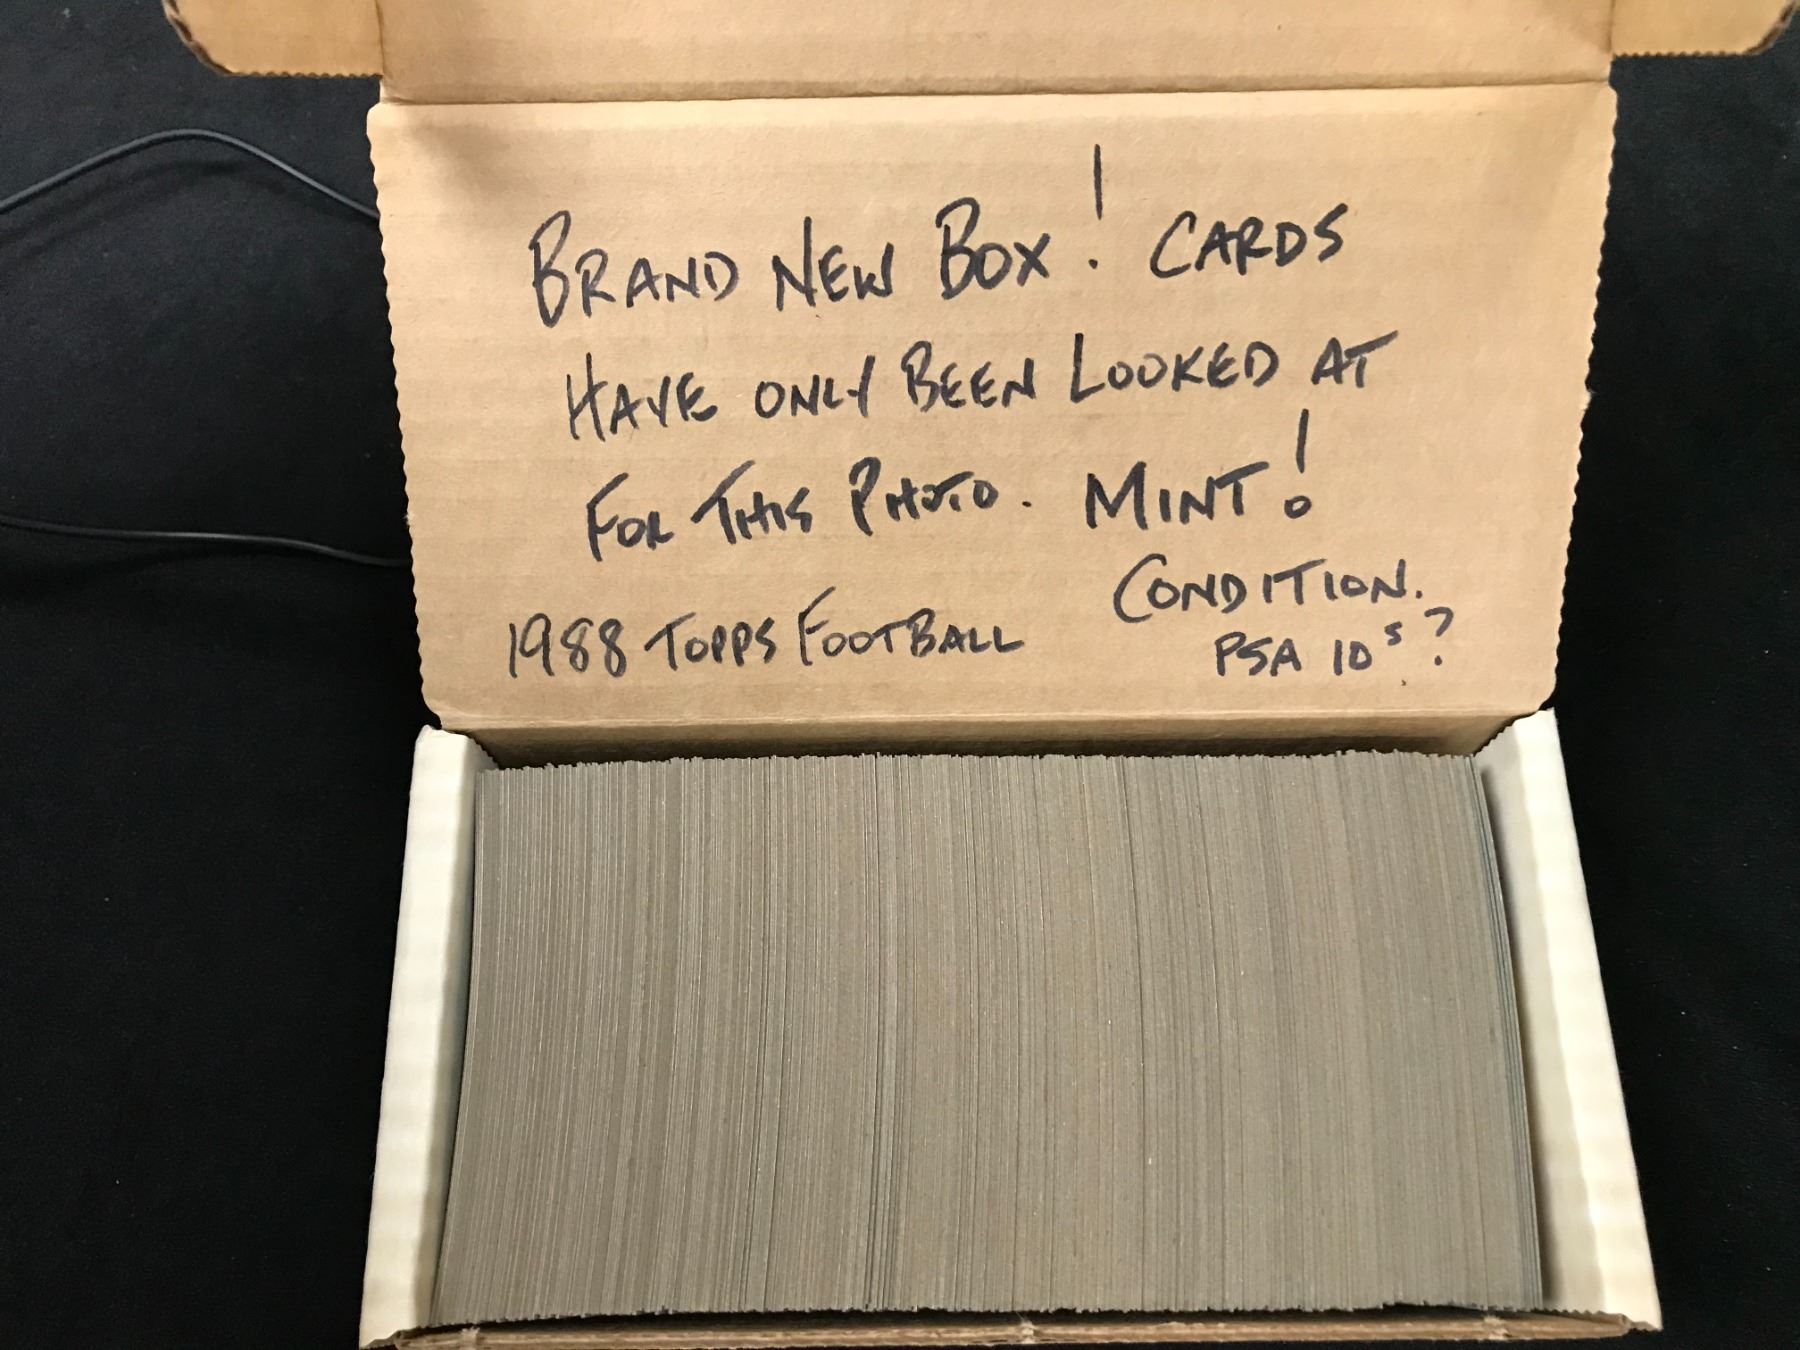 BRAND NEW BOX! CARDS
HAVE ONLY BEEN LOOKED AT
FOR THIS PHOTO. MINT!
CONDITION.
1988 TOPPS FOOTBALL
PSA 10s?